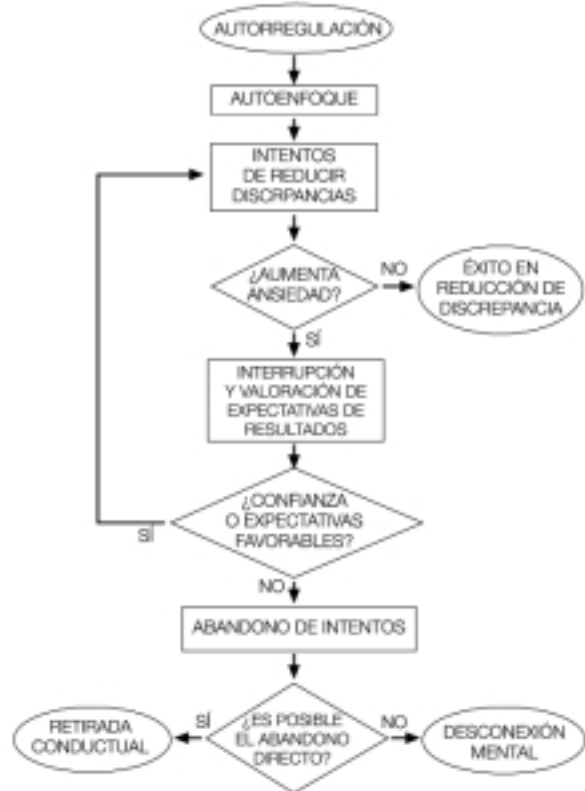 AUTORREGULACIÓN
AUTOENFOQUE
INTENTOS
DE REDUCIR
DISCRPANCIAS
¿AUMENTA
ANSIEDAD?
NO
ÉXITO EN
REDUCCIÓN DE
DISCREPANCIA
SÍ
INTERRUPCIÓN
Y VALORACIÓN DE
EXPECTATIVAS DE
RESULTADOS
¿CONFIANZA
O EXPECTATIVAS
FAVORABLES?
SÍ
NO
ABANDONO DE INTENTOS
¿ES POSIBLE
EL ABANDONO
DIRECTO?
SÍ
RETIRADA
CONDUCTUAL
NO
DESCONEXIÓN
MENTAL